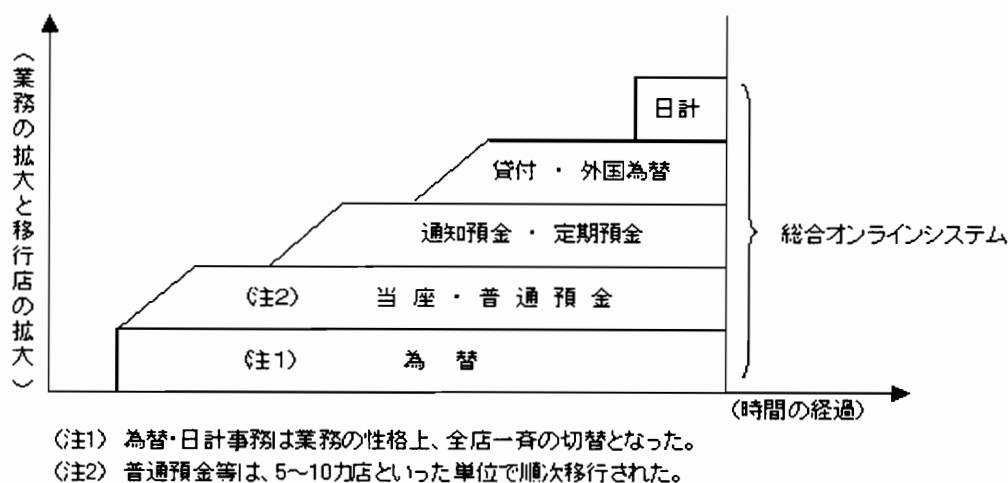 〈業務の拡大と移行店の拡大〉
日計
貸付・外国為替
通知預金・定期預金
総合オンラインシステム
(注2) 当座・普通預金
(注1) 為替
(時間の経過)
(注1) 為替・日計事務は業務の性格上、全店一斉の切替となった。
(注2) 普通預金等は、5～10カ店といった単位で順次移行された。